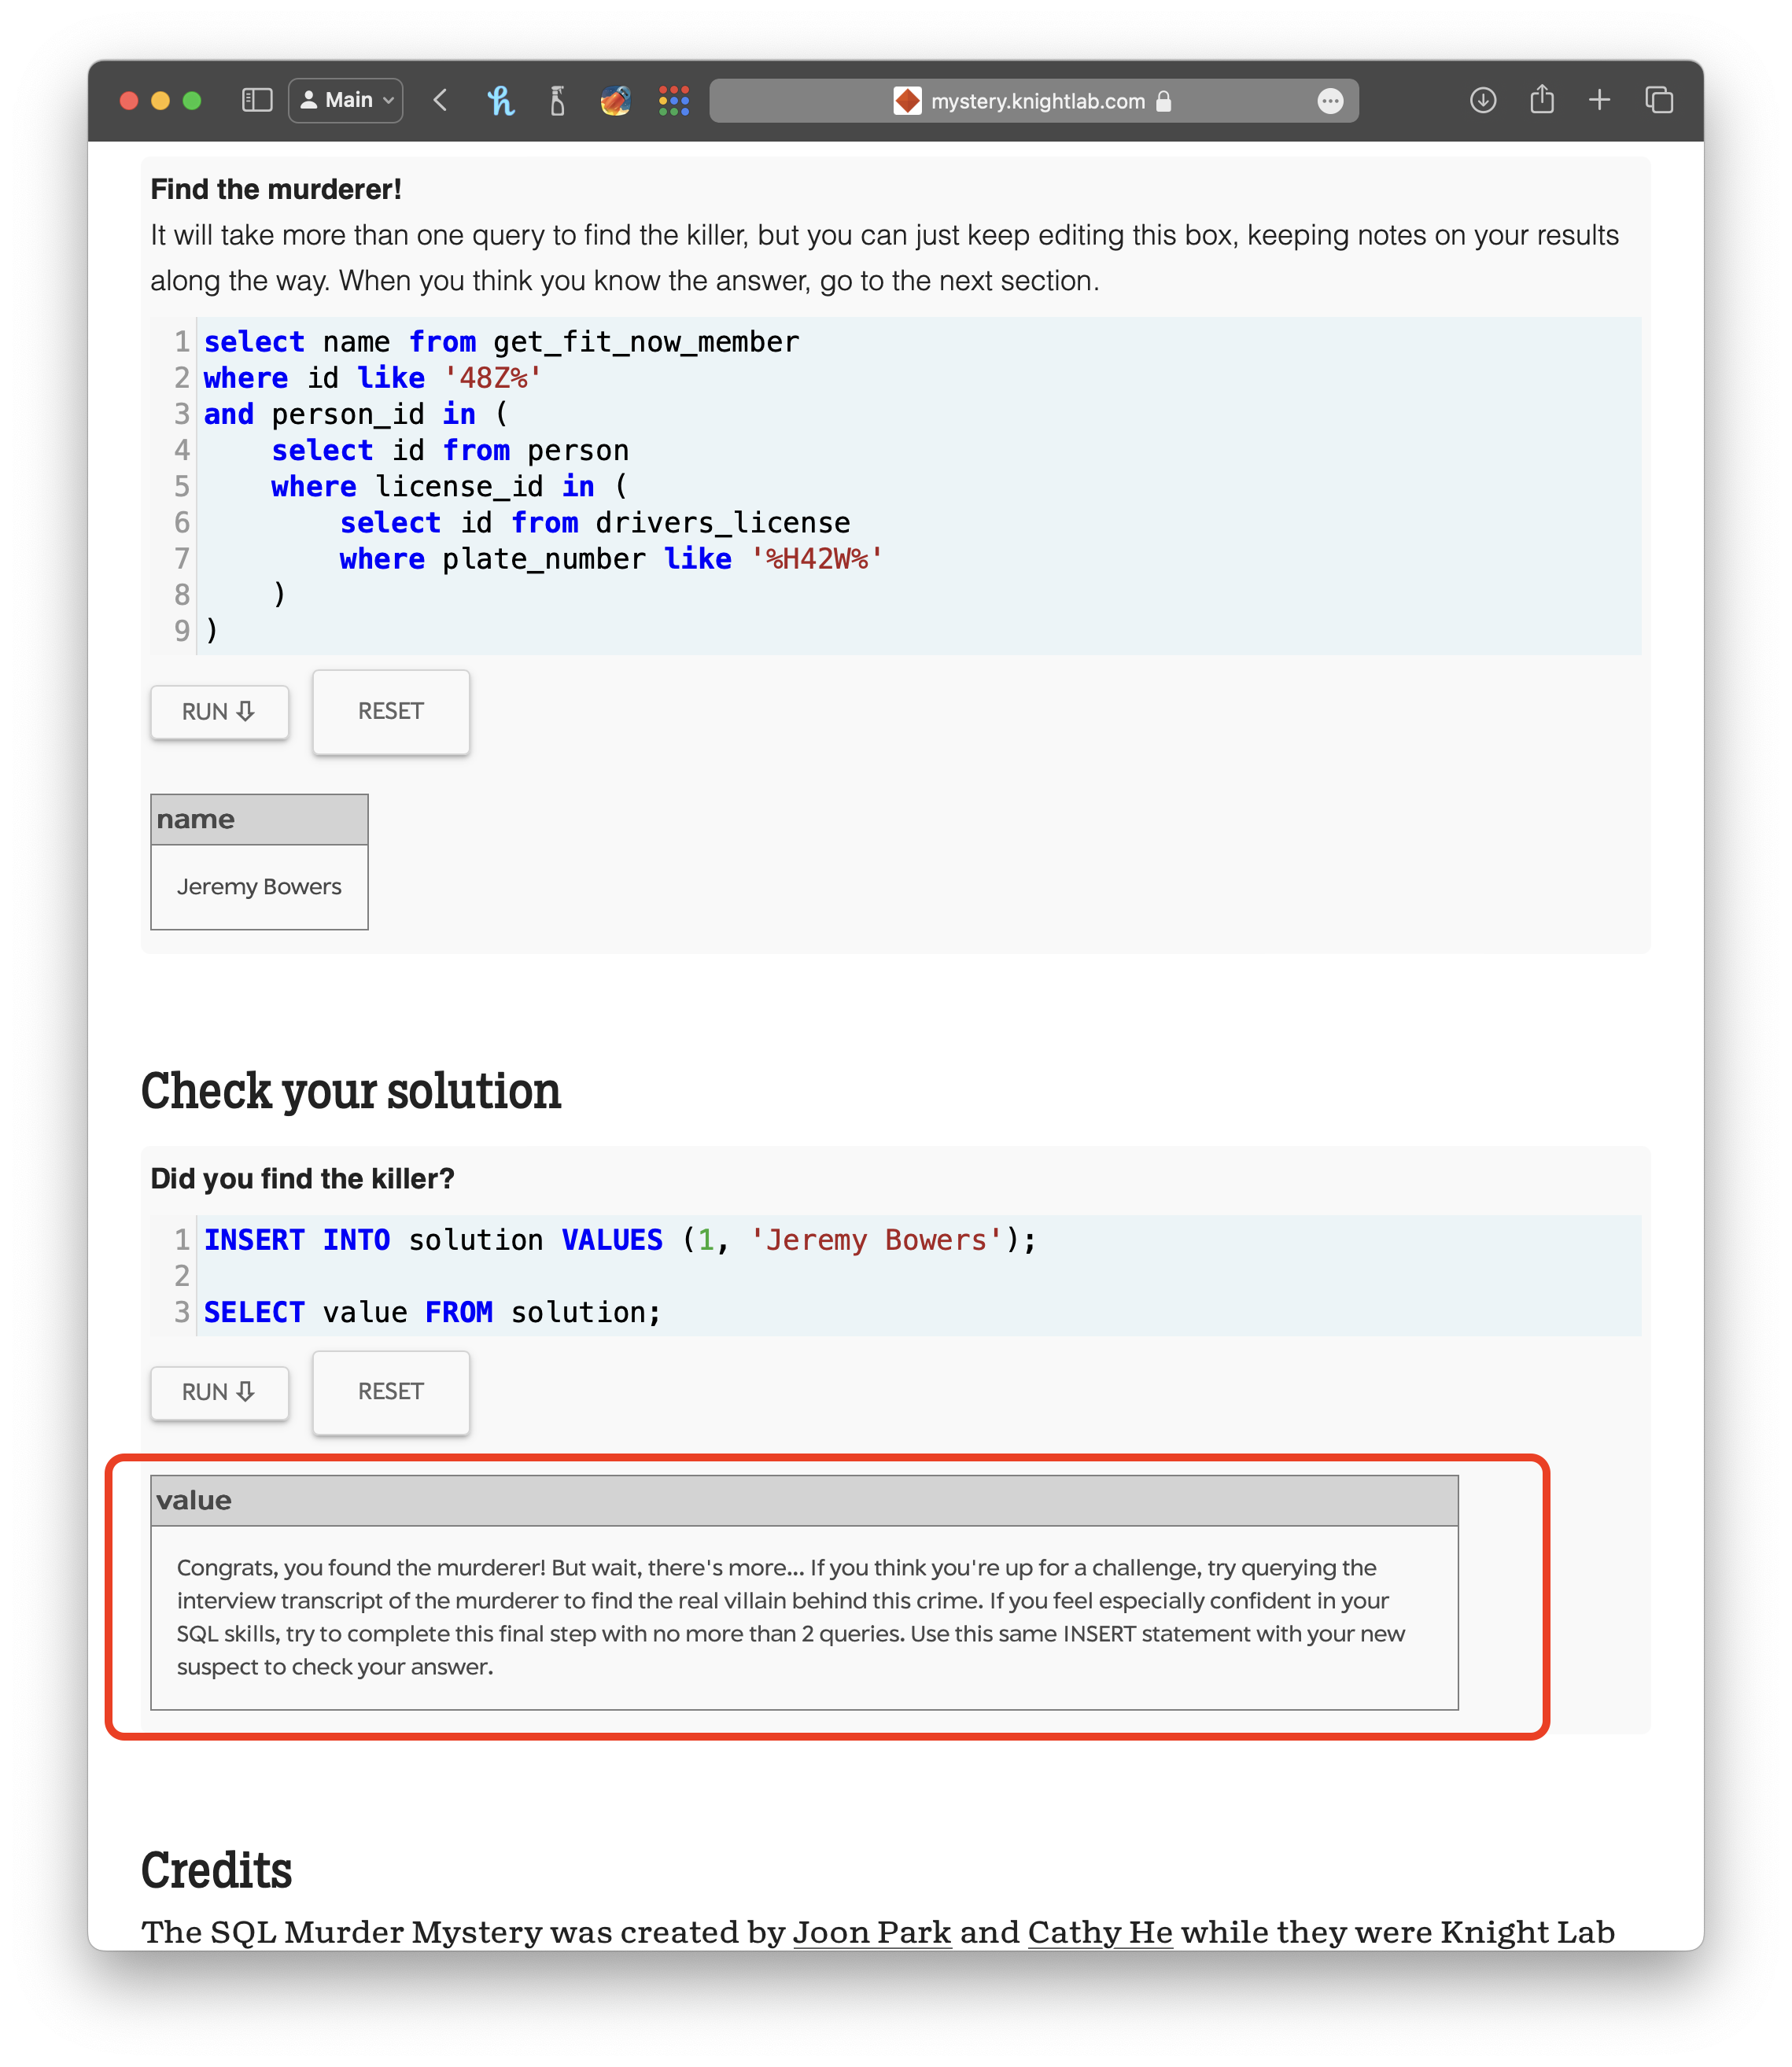 Main
mystery.knightlab.com
Find the murderer!
It will take more than one query to find the killer, but you can just keep editing this box, keeping notes on your results
along the way. When you think you know the answer, go to the next section.
1 select name from get_fit_now_member
2 where id like '48Z%'
3 and person_id in (
4     select id from person
5     where license_id in (
6         select id from drivers_license
7         where plate_number like '%H42W%'
8     )
9 )
RUN ⇩ RESET
name
Jeremy Bowers
Check your solution
Did you find the killer?
1 INSERT INTO solution VALUES (1, 'Jeremy Bowers');
2
3 SELECT value FROM solution;
RUN ⇩ RESET
value
Congrats, you found the murderer! But wait, there's more... If you think you're up for a challenge, try querying the
interview transcript of the murderer to find the real villain behind this crime. If you feel especially confident in your
SQL skills, try to complete this final step with no more than 2 queries. Use this same INSERT statement with your new
suspect to check your answer.
Credits
The SQL Murder Mystery was created by Joon Park and Cathy He while they were Knight Lab